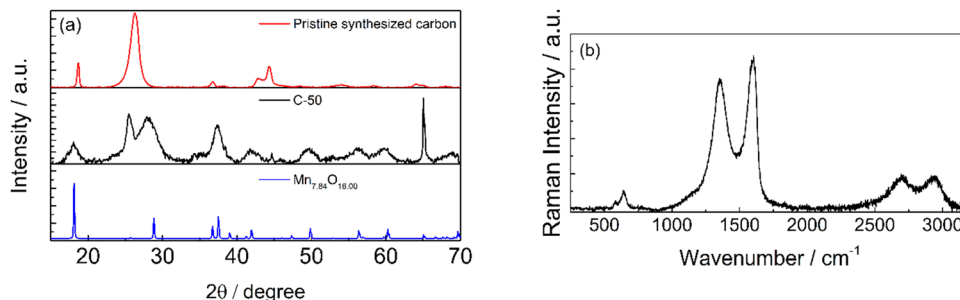 (a)
Pristine synthesized carbon
C-50
Mn7.84O16.00
Intensity / a.u.
20 30 40 50 60 70
2θ / degree
(b)
Raman Intensity / a.u.
500 1000 1500 2000 2500 3000
Wavenumber / cm-1